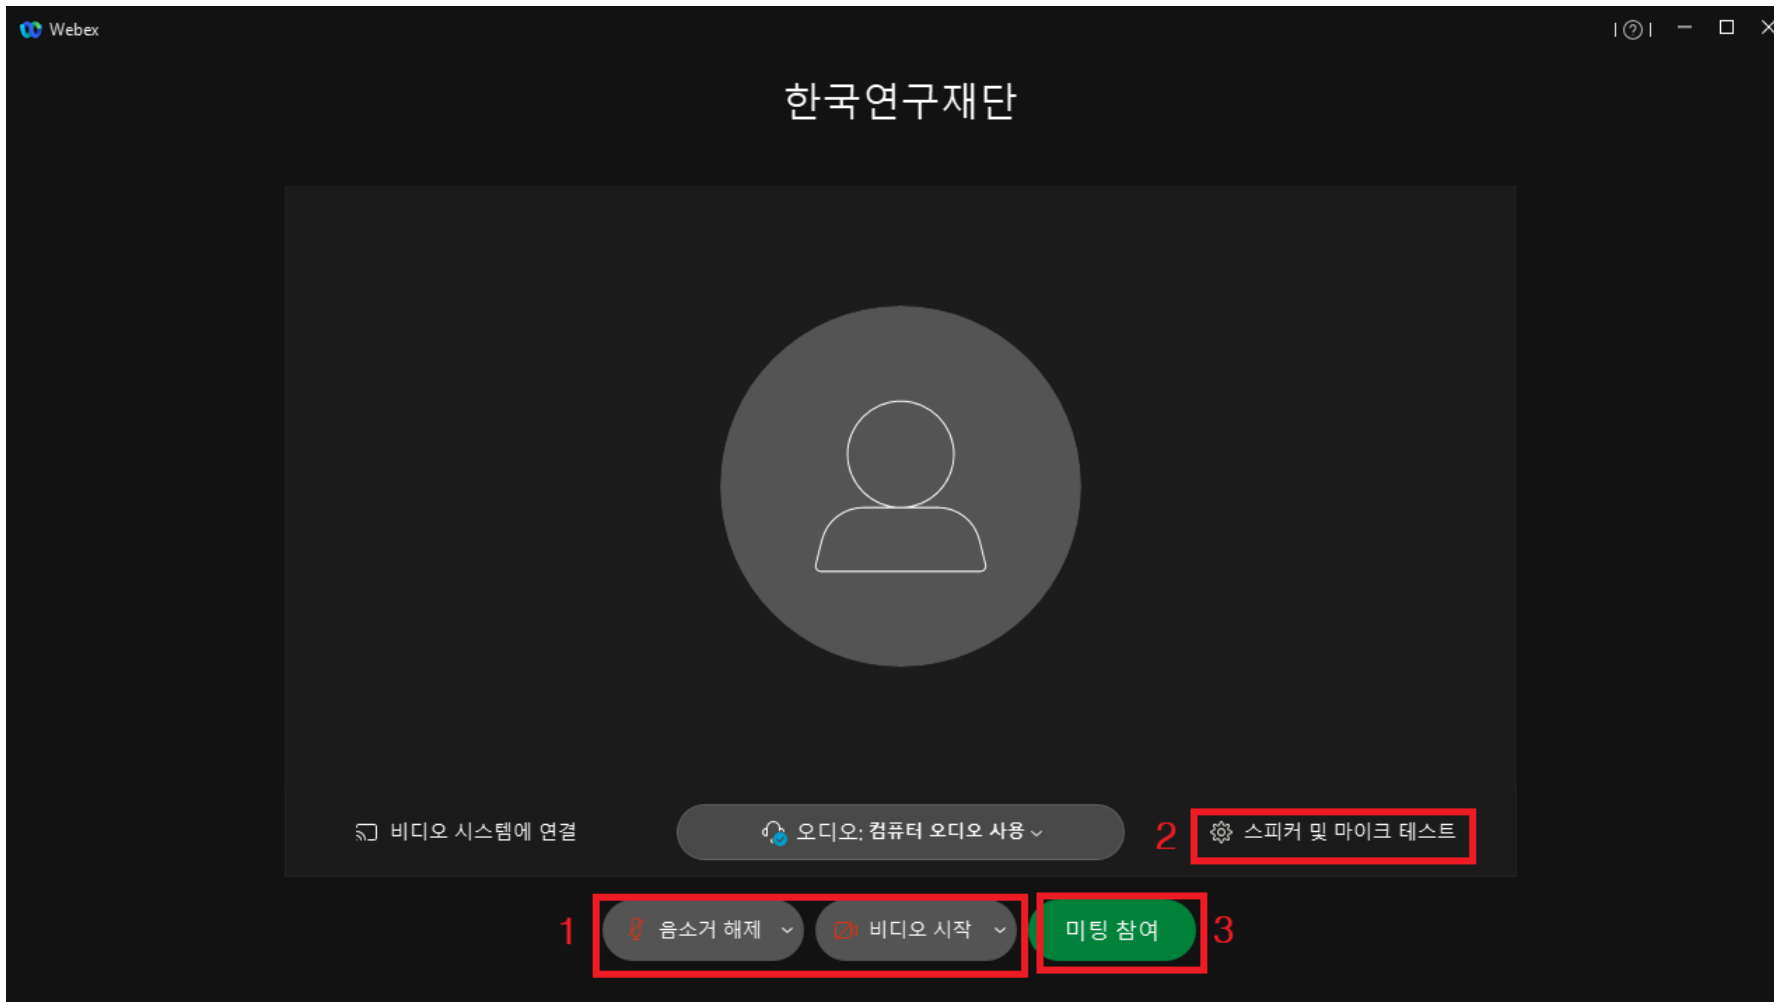 Webex
한국연구재단
비디오 시스템에 연결
오디오: 컴퓨터 오디오 사용
2
스피커 및 마이크 테스트
1
음소거 해제
비디오 시작
미팅 참여
3